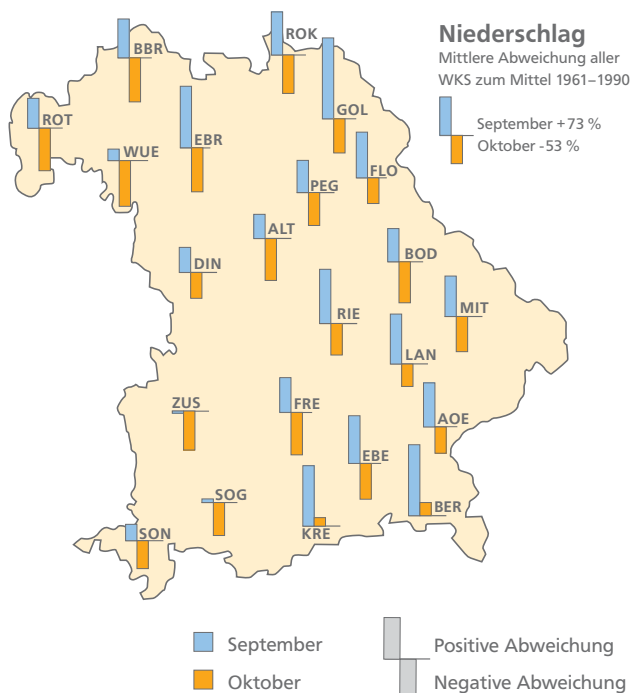 Niederschlag
Mittlere Abweichung aller
WKS zum Mittel 1961–1990
September +73 %
Oktober -53 %
BBR
ROK
ROT
GOL
EBR
WUE
FLO
PEG
ALT
BOD
DIN
MIT
RIE
LAN
ZUS
FRE
AOE
EBE
SOG
BER
SON
KRE
September
Positive Abweichung
Oktober
Negative Abweichung